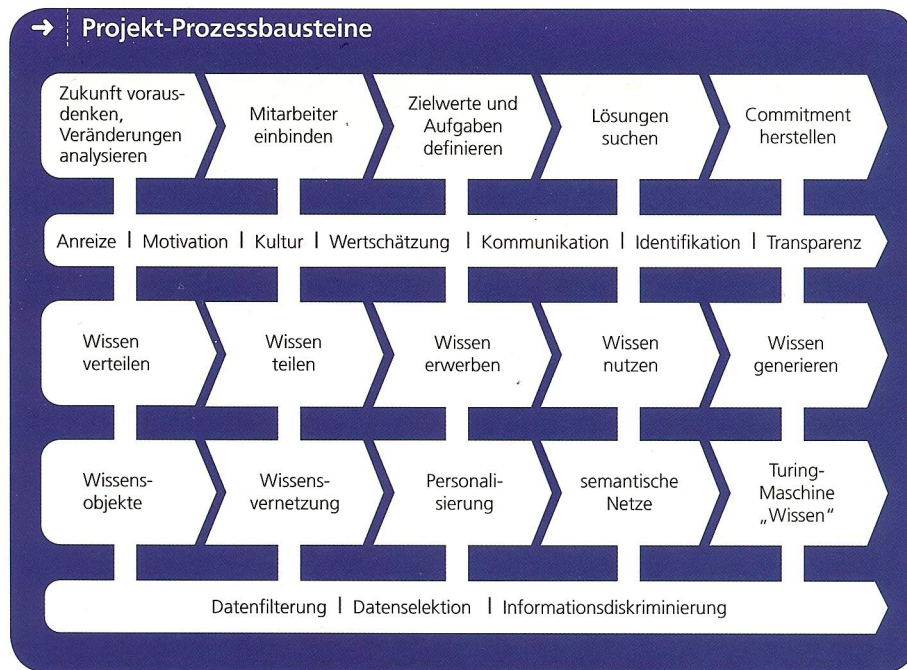 → Projekt-Prozessbausteine
Zukunft voraus-
denken,
Veränderungen
analysieren
Mitarbeiter
einbinden
Zielwerte und
Aufgaben
definieren
Lösungen
suchen
Commitment
herstellen
Anreize | Motivation | Kultur | Wertschätzung | Kommunikation | Identifikation | Transparenz
Wissen
verteilen
Wissen
teilen
Wissen
erwerben
Wissen
nutzen
Wissen
generieren
Wissens-
objekte
Wissens-
vernetzung
Personali-
sierung
semantische
Netze
Turing-
Maschine
„Wissen“
Datenfilterung | Datenselektion | Informationsdiskriminierung